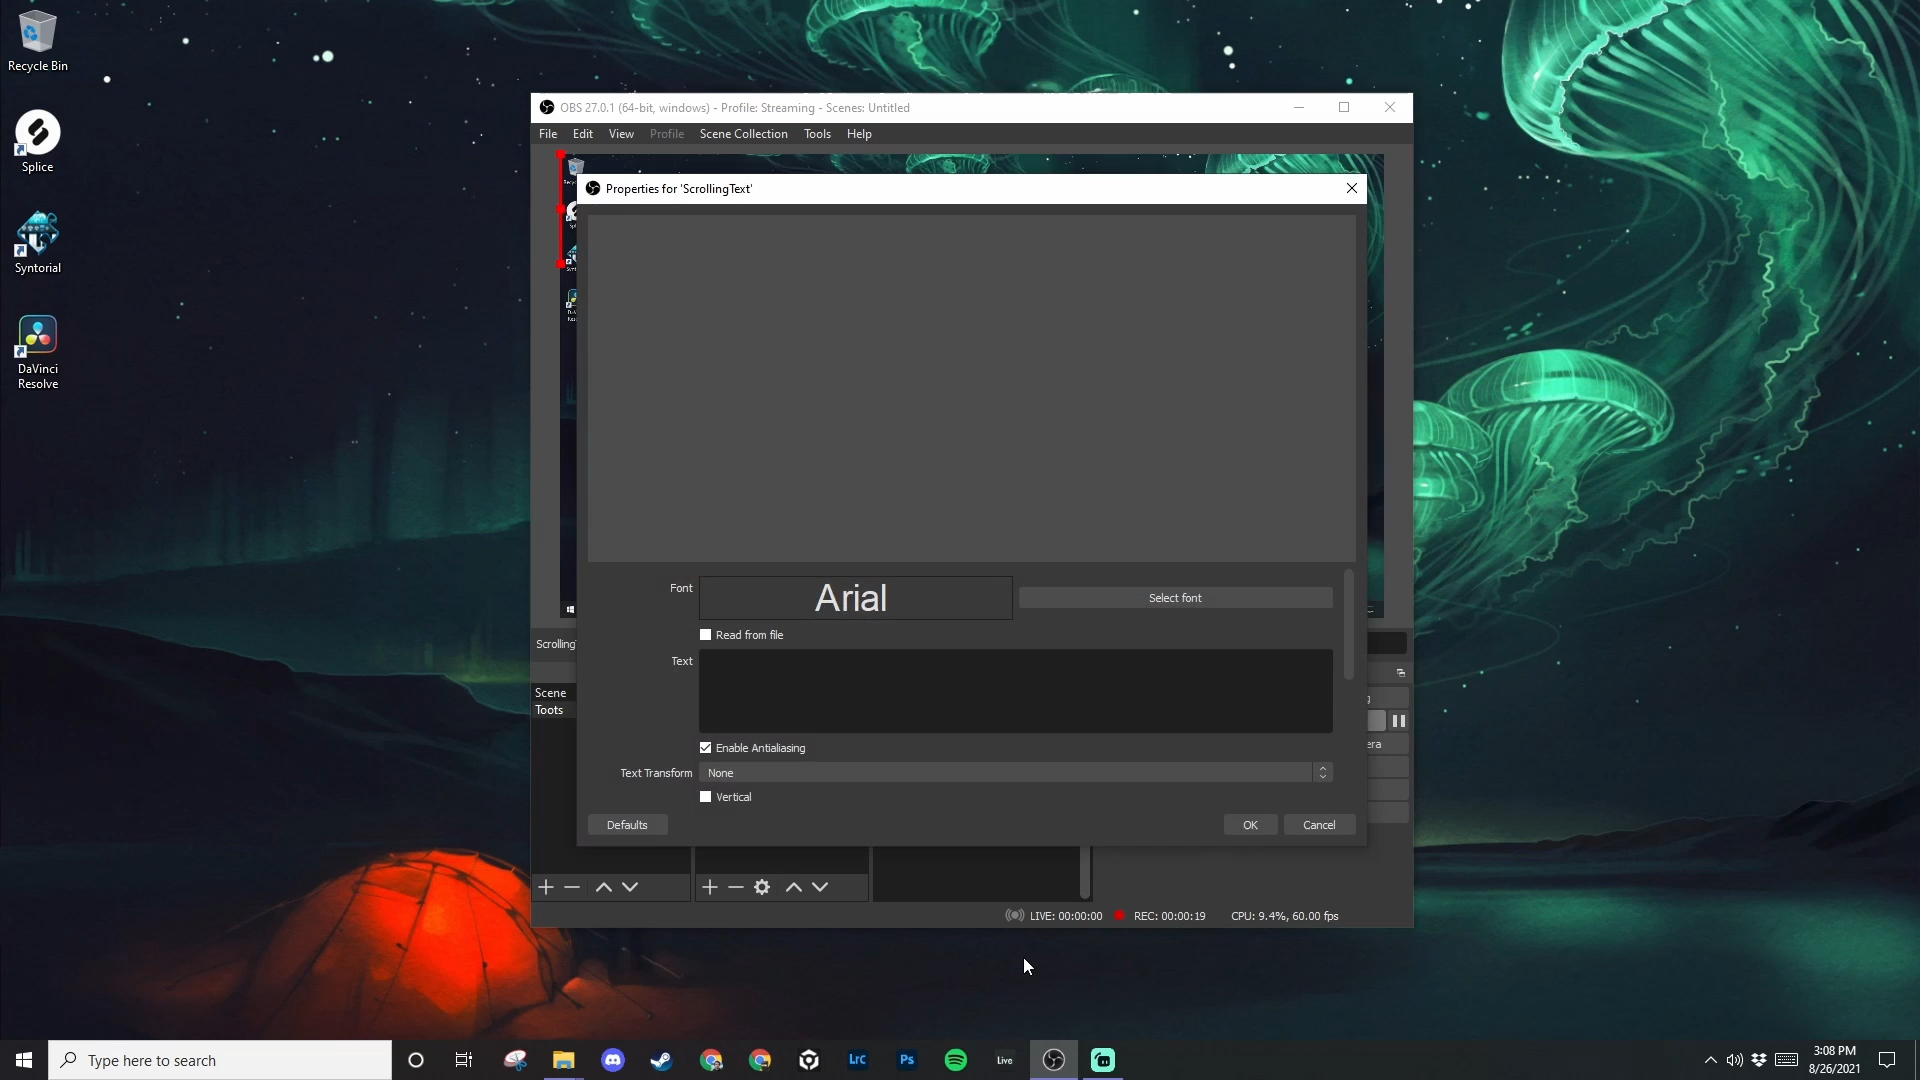 Recycle Bin
Splice
Syntorial
DaVinci
Resolve
OBS 27.0.1 (64-bit, windows) - Profile: Streaming - Scenes: Untitled
File Edit View Profile Scene Collection Tools Help
Properties for 'ScrollingText'
Font
Arial
Select font
Read from file
Text
Enable Antialiasing
Text Transform
None
Vertical
Defaults
OK
Cancel
Scrolling
Scene
Toots
LIVE: 00:00:00
REC: 00:00:19
CPU: 9.4%, 60.00 fps
Type here to search
LrC
Ps
Live
3:08 PM
8/26/2021